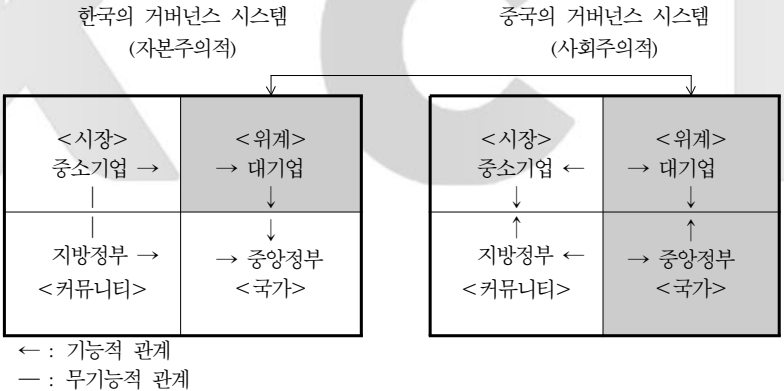 한국의 거버넌스 시스템
(자본주의적)
중국의 거버넌스 시스템
(사회주의적)
<시장>
중소기업 →
<위계>
→ 대기업
↓
지방정부 →
<커뮤니티>
↓
→ 중앙정부
<국가>
<시장>
중소기업 ←
↓
<위계>
→ 대기업
↓
↑
지방정부 ←
<커뮤니티>
↑
→ 중앙정부
<국가>
← : 기능적 관계
― : 무기능적 관계